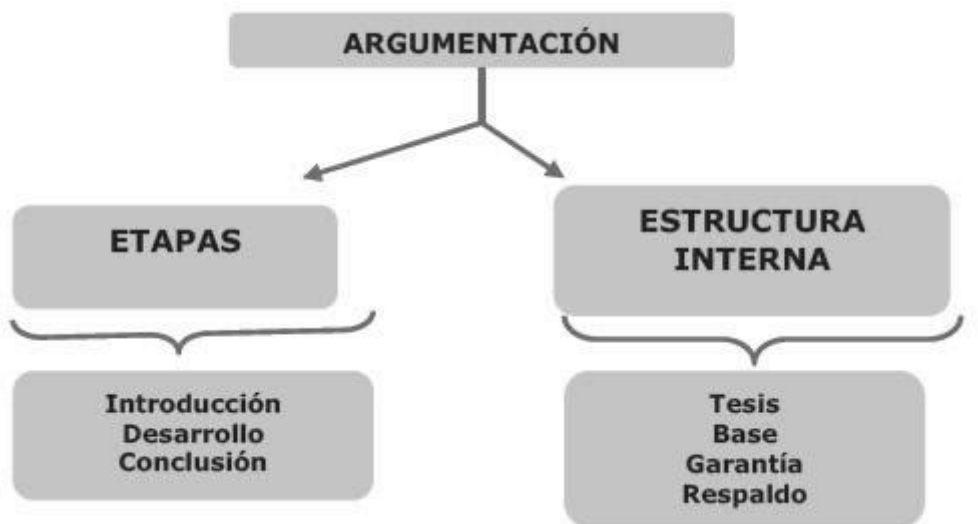 ARGUMENTACIÓN
ETAPAS
Introducción
Desarrollo
Conclusión
ESTRUCTURA
INTERNA
Tesis
Base
Garantía
Respaldo